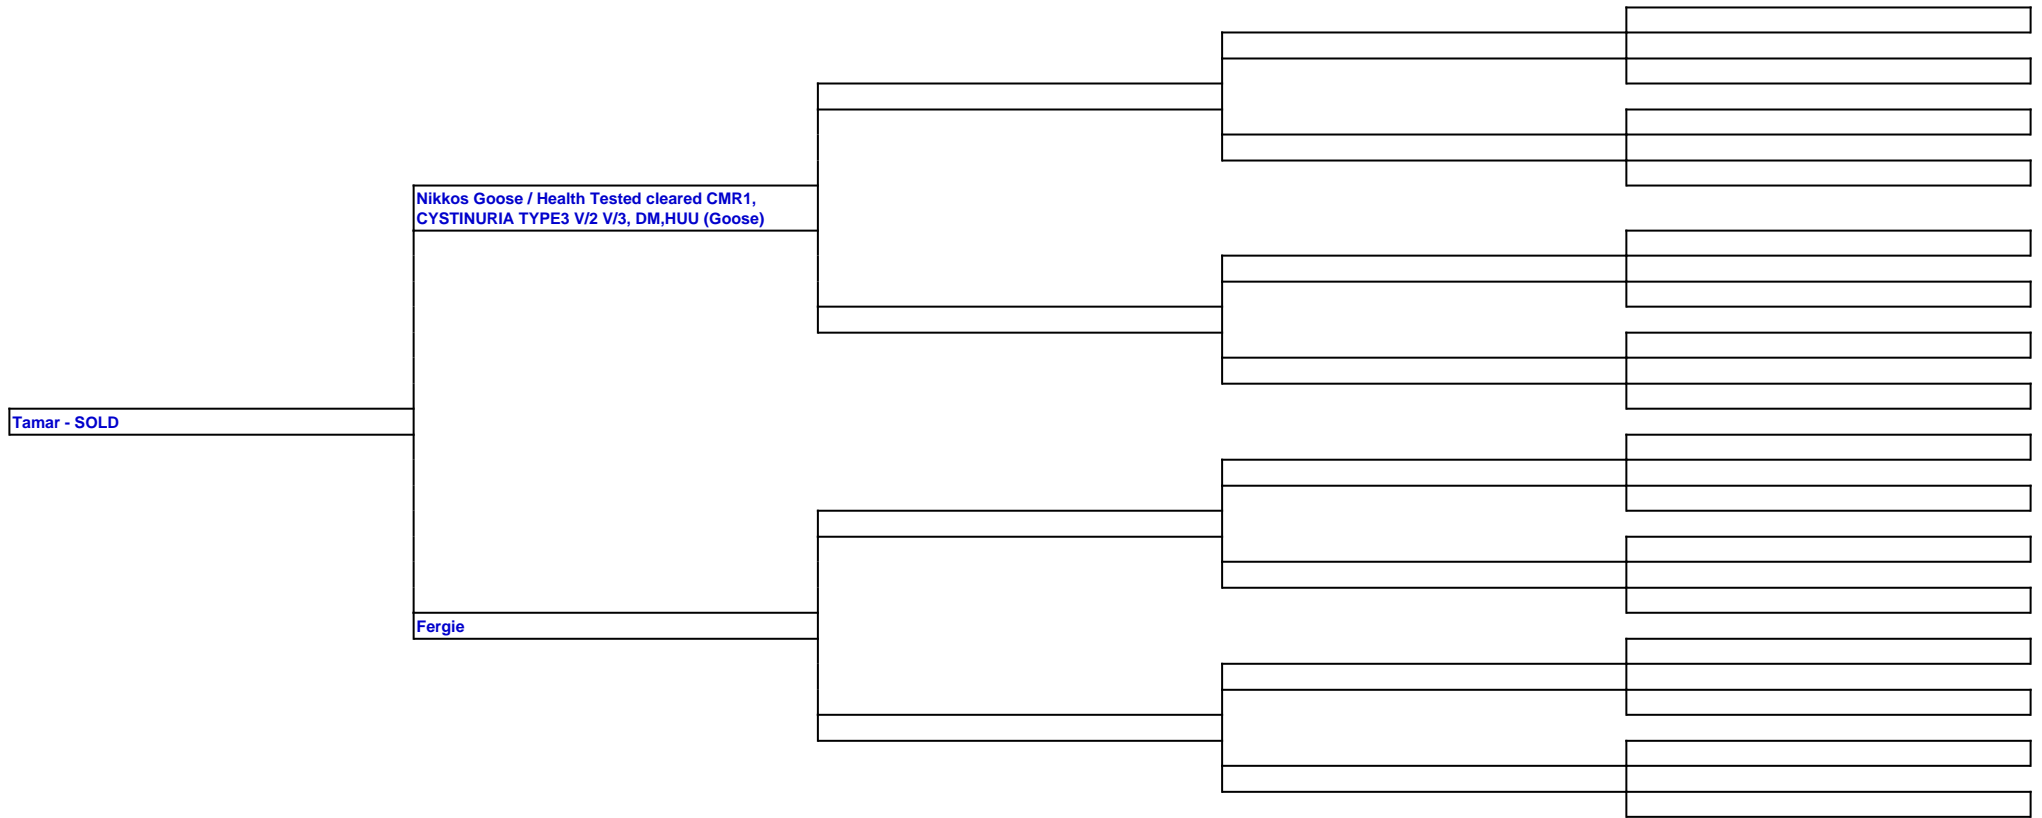 Nikkos Goose / Health Tested cleared CMR1,
CYSTINURIA TYPE3 V/2 V/3, DM,HUU (Goose)
Tamar - SOLD
Fergie